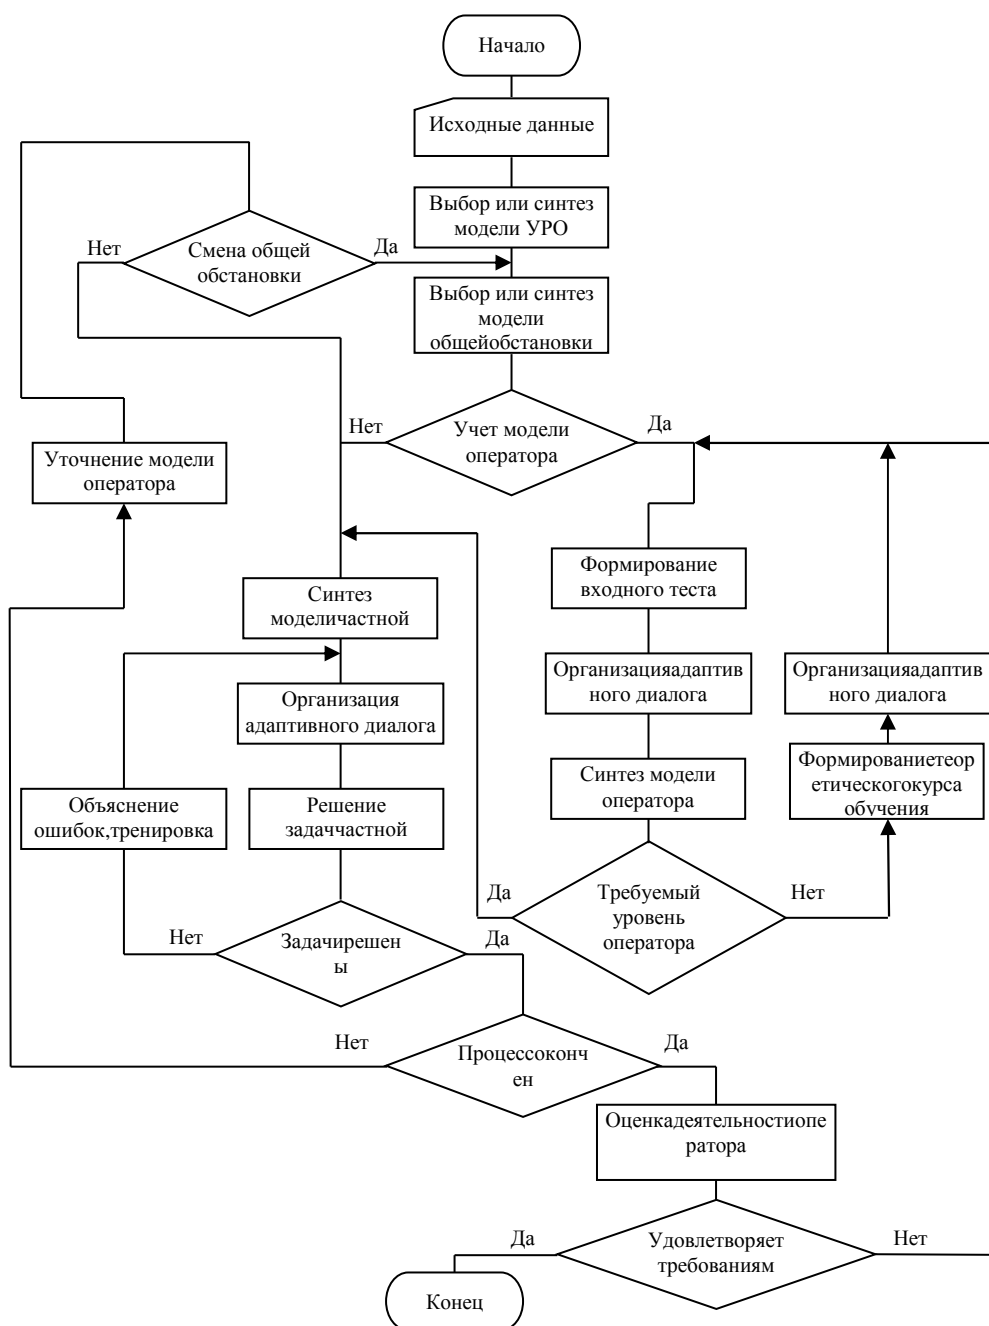 Начало
Исходные данные
Выбор или синтез
модели УРО
Нет
Смена общей
обстановки
Да
Выбор или синтез
модели
общейобстановки
Нет
Учет модели
оператора
Да
Уточнение модели
оператора
Формирование
входного теста
Синтез
моделичастной
Организацияадаптив
ного диалога
Организацияадаптив
ного диалога
Организация
адаптивного диалога
Синтез модели
оператора
Формированиетеор
етическогокурса
обучения
Объяснение
ошибок,тренировка
Решение
задаччастной
Да
Требуемый
уровень
оператора
Нет
Нет
Задачирешен
ы
Да
Нет
Процессоконч
ен
Да
Оценкадеятельностиопе
ратора
Да
Удовлетворяет
требованиям
Нет
Конец